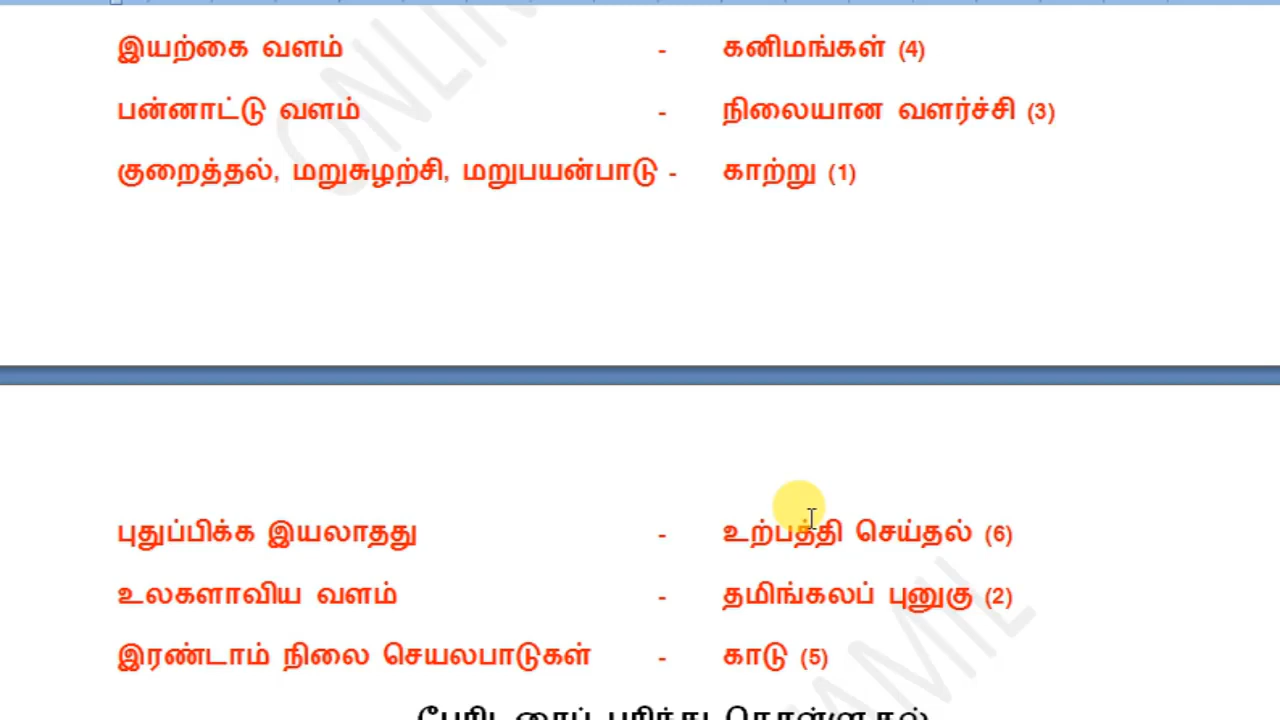 இயற்கை வளம் - கனிமங்கள் (4)
பன்னாட்டு வளம் - நிலையான வளர்ச்சி (3)
குறைத்தல், மறுசுழற்சி, மறுபயன்பாடு - காற்று (1)
புதுப்பிக்க இயலாதது - உற்பத்தி செய்தல் (6)
உலகளாவிய வளம் - தமிங்கலப் புனுகு (2)
இரண்டாம் நிலை செயலபாடுகள் - காடு (5)